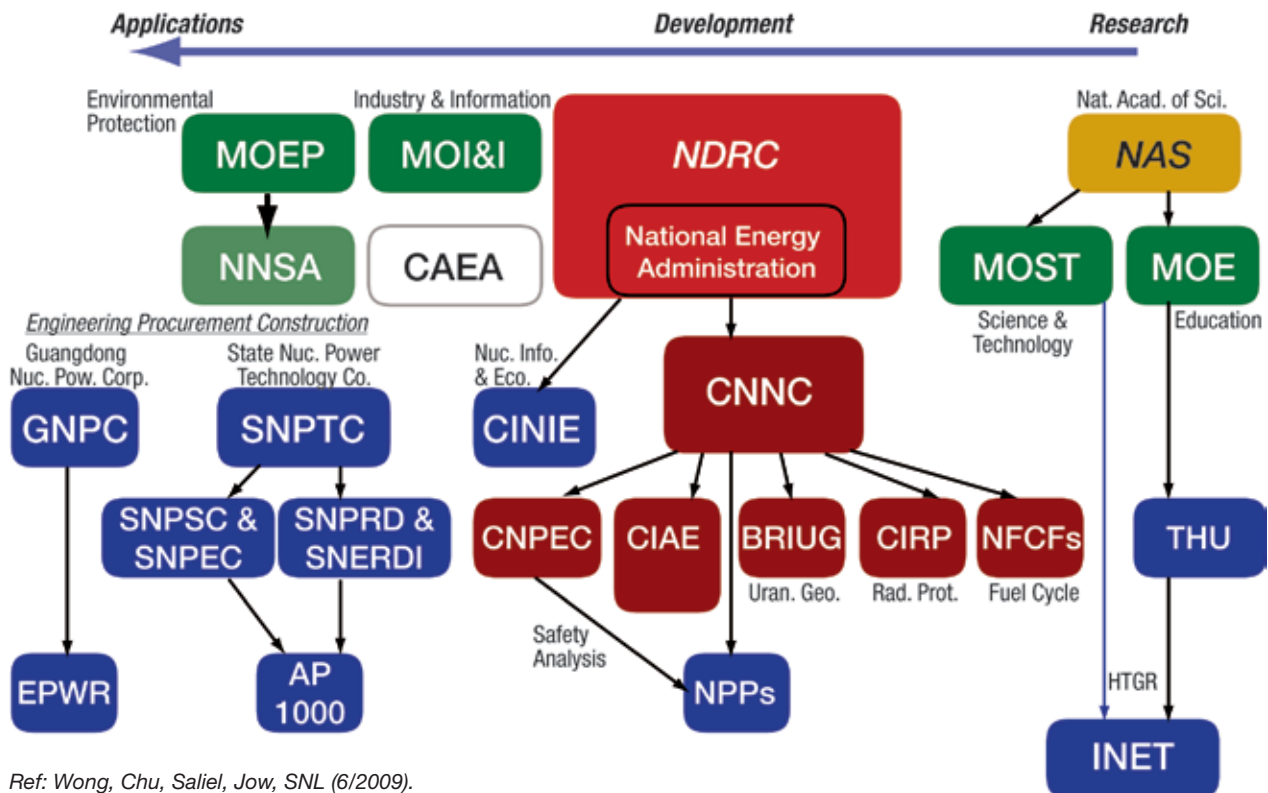 Applications
Development
Research
Environmental
Protection
Industry & Information
Nat. Acad. of Sci.
MOEP
MOI&I
NDRC
NAS
NNSA
CAEA
National Energy
Administration
MOST
MOE
Engineering Procurement Construction
Science &
Technology
Education
Guangdong
Nuc. Pow. Corp.
State Nuc. Power
Technology Co.
Nuc. Info.
& Eco.
GNPC
SNPTC
CINIE
CNNC
SNPSC &
SNPEC
SNPRD &
SNERDI
CNPEC
CIAE
BRIUG
CIRP
NFCFs
THU
Uran. Geo.
Rad. Prot.
Fuel Cycle
Safety
Analysis
EPWR
AP
1000
NPPs
HTGR
INET
Ref: Wong, Chu, Saliel, Jow, SNL (6/2009).